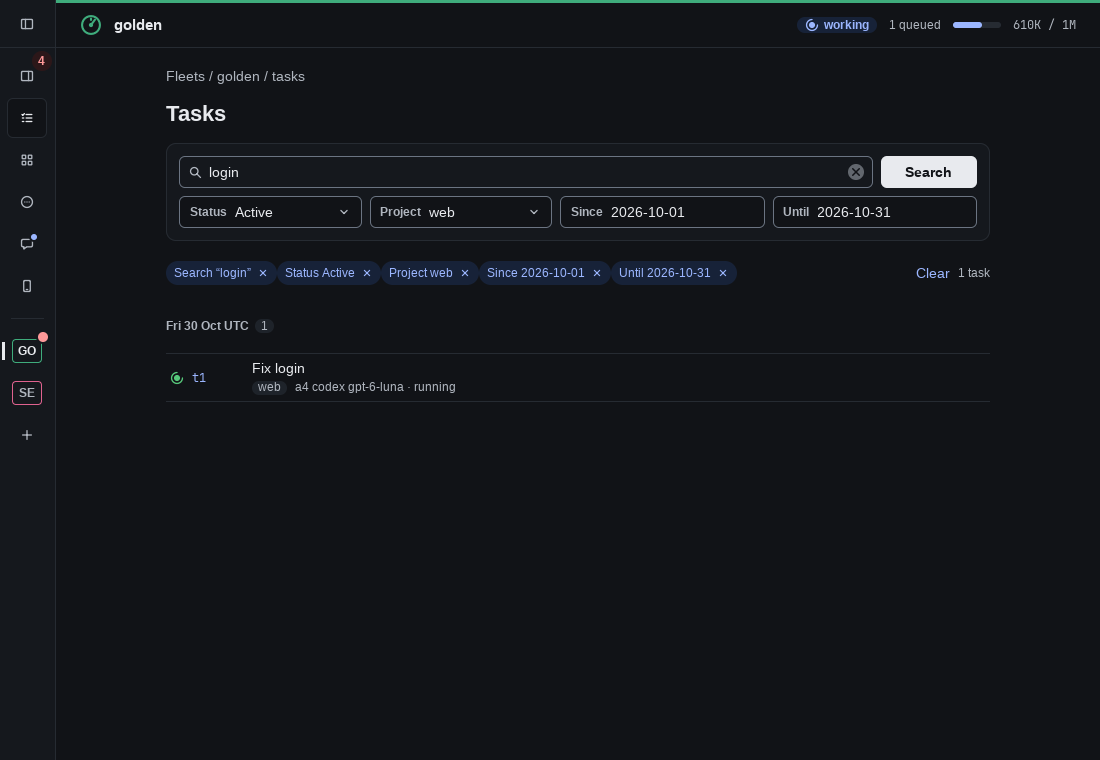 golden
working
1 queued
610K / 1M
4
Fleets / golden / tasks
Tasks
login
Search
Status Active
Project web
Since 2026-10-01
Until 2026-10-31
Search “login” ×
Status Active ×
Project web ×
Since 2026-10-01 ×
Until 2026-10-31 ×
Clear
1 task
Fri 30 Oct UTC 1
GO
t1
Fix login
web a4 codex gpt-6-luna · running
SE